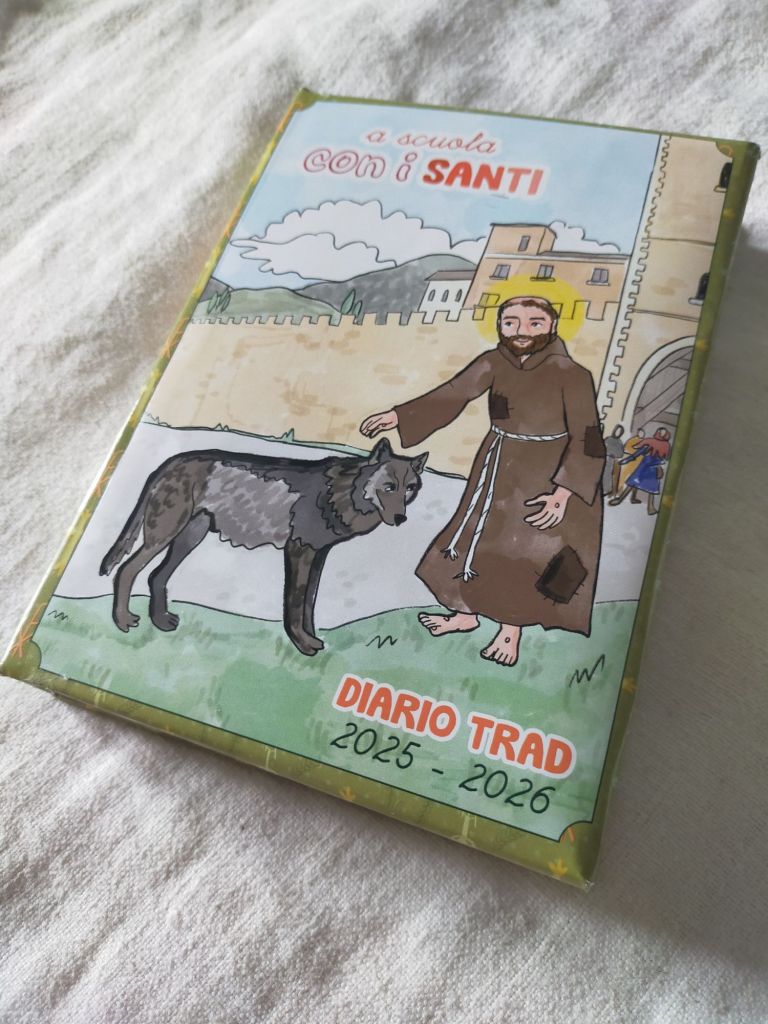 a scuola
con i SANTI
DIARIO TRAD
2025 - 2026